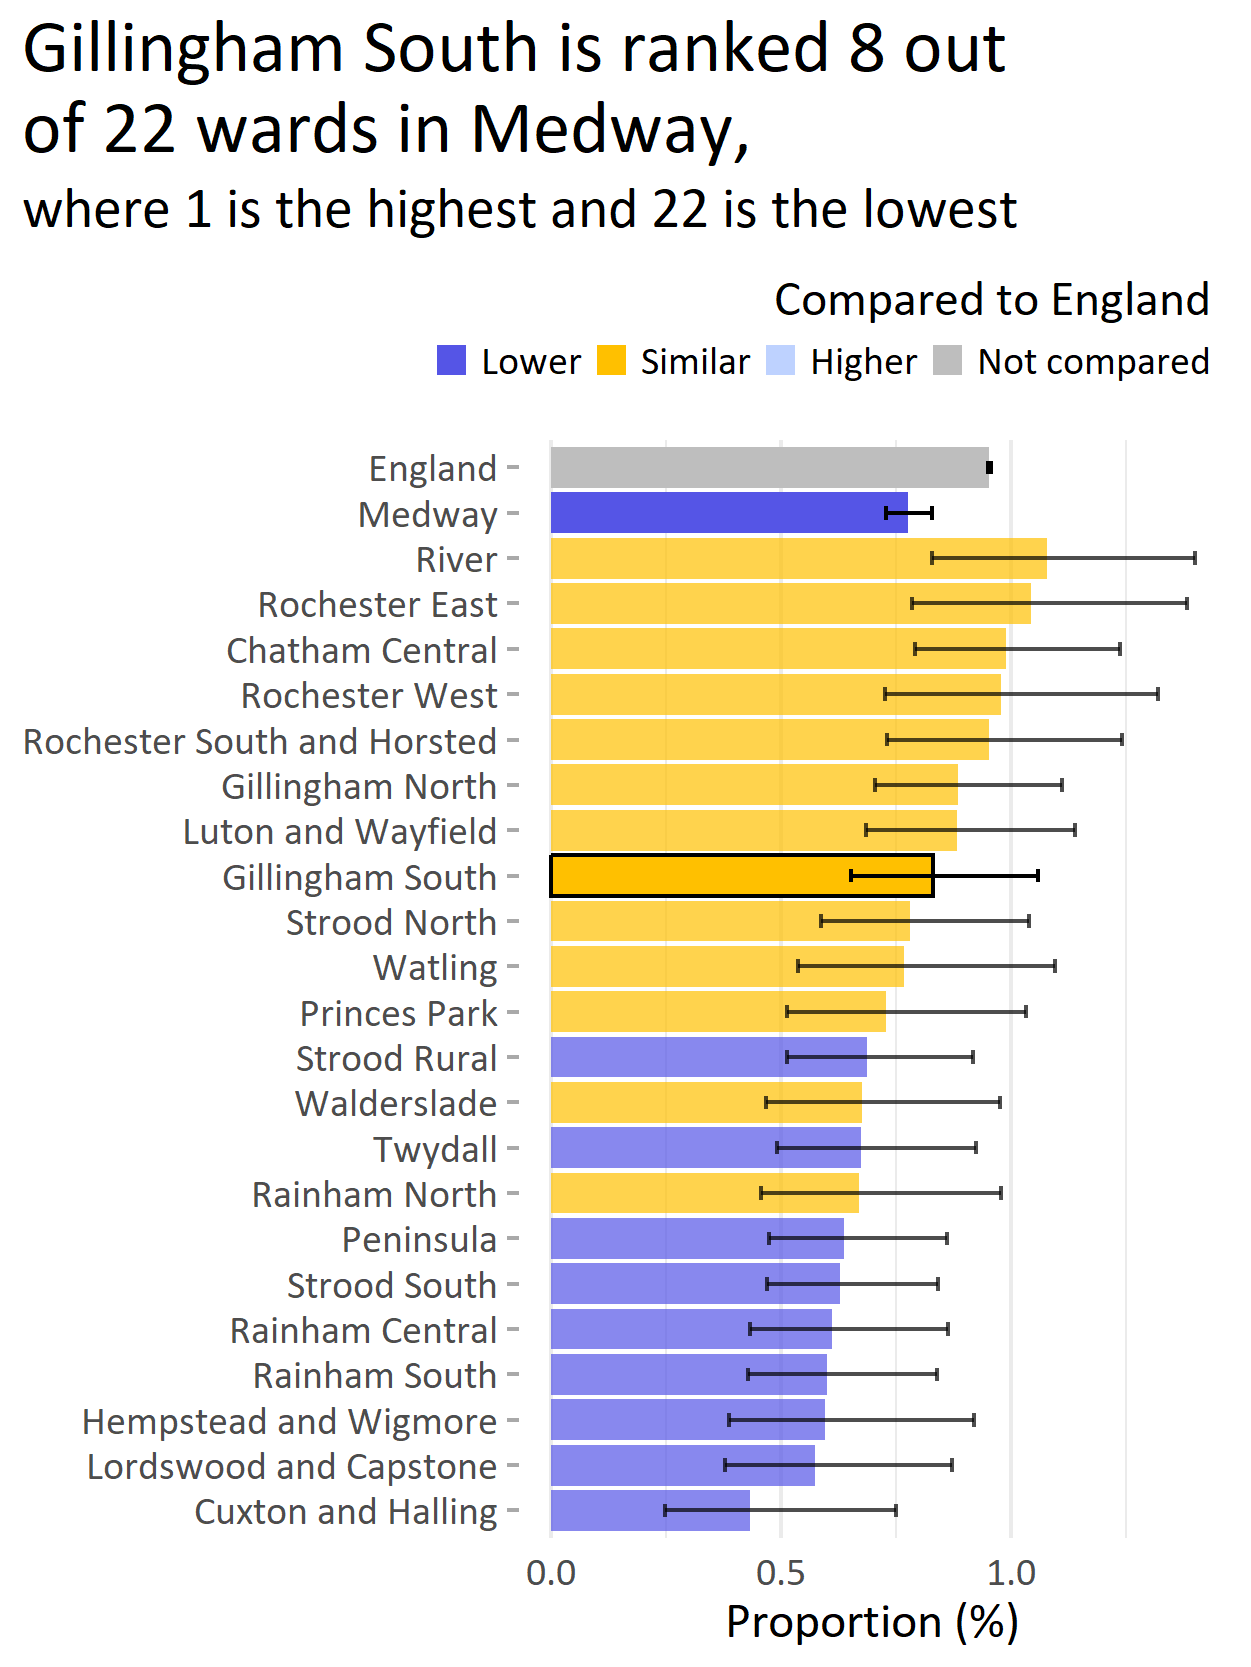 Gillingham South is ranked 8 out
of 22 wards in Medway,
where 1 is the highest and 22 is the lowest
Compared to England
Lower Similar Higher Not compared
England
Medway
River
Rochester East
Chatham Central
Rochester West
Rochester South and Horsted
Gillingham North
Luton and Wayfield
Gillingham South
Strood North
Watling
Princes Park
Strood Rural
Walderslade
Twydall
Rainham North
Peninsula
Strood South
Rainham Central
Rainham South
Hempstead and Wigmore
Lordswood and Capstone
Cuxton and Halling
0.0 0.5 1.0
Proportion (%)